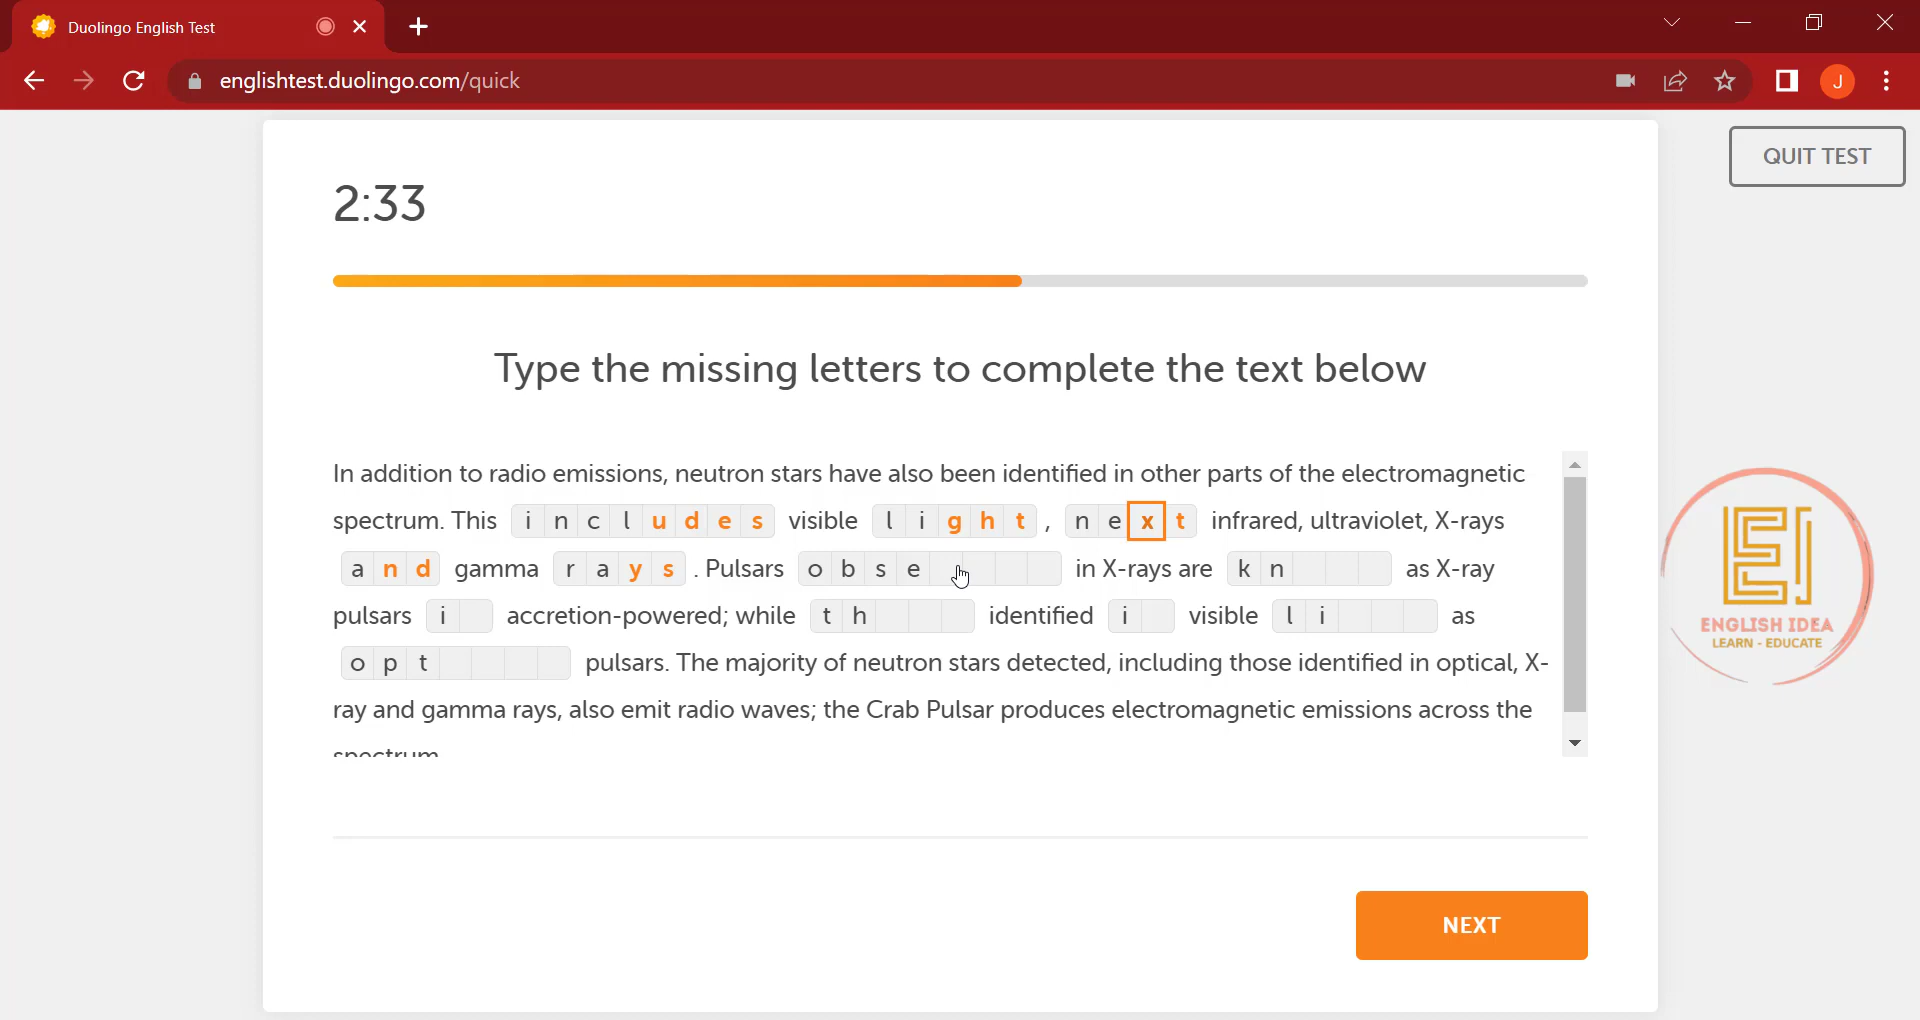 Duolingo English Test
englishtest.duolingo.com/quick
J
QUIT TEST
2:33
Type the missing letters to complete the text below
In addition to radio emissions, neutron stars have also been identified in other parts of the electromagnetic
spectrum. This includes visible light, next infrared, ultraviolet, X-rays
and gamma rays. Pulsars obse in X-rays are kn as X-ray
pulsars i accretion-powered; while th identified i visible li as
opt pulsars. The majority of neutron stars detected, including those identified in optical, X-
ray and gamma rays, also emit radio waves; the Crab Pulsar produces electromagnetic emissions across the
spectrum
EI
ENGLISH IDEA
LEARN - EDUCATE
NEXT